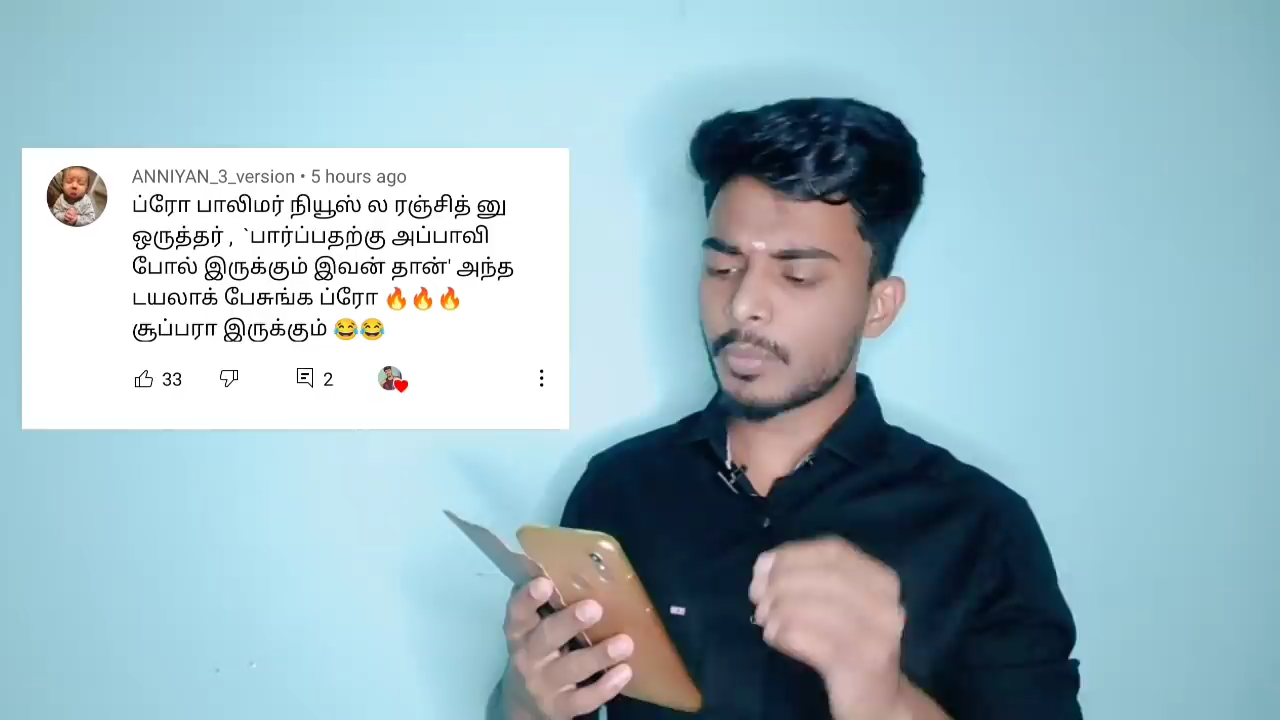 ANNIYAN_3_version • 5 hours ago
ப்ரோ பாலிமர் நியூஸ் ல ரஞ்சித் னு
ஒருத்தர் , `பார்ப்பதற்கு அப்பாவி
போல் இருக்கும் இவன் தான்' அந்த
டயலாக் பேசுங்க ப்ரோ 🔥🔥🔥
சூப்பரா இருக்கும் 😂😂
33
2